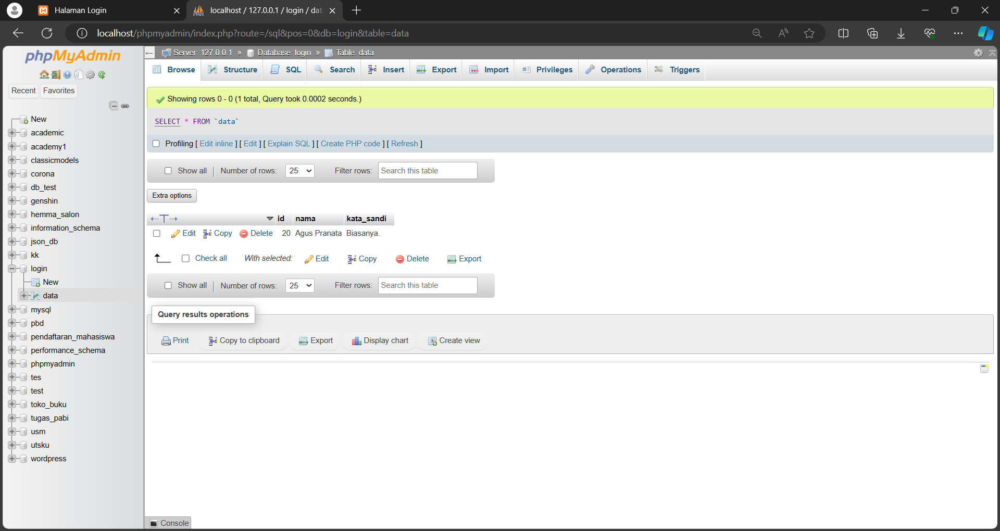 Halaman Login
localhost / 127.0.0.1 / login / dat
localhost/phpmyadmin/index.php?route=/sql&pos=0&db=login&table=data
phpMyAdmin
Recent Favorites
New
academic
academy1
classicmodels
corona
db_test
genshin
hemma_salon
information_schema
json_db
kk
login
New
data
mysql
pbd
pendaftaran_mahasiswa
performance_schema
phpmyadmin
tes
test
toko_buku
tugas_pabi
usm
utsku
wordpress
Server: 127.0.0.1 » Database: login » Table: data
Browse Structure SQL Search Insert Export Import Privileges Operations Triggers
Showing rows 0 - 0 (1 total, Query took 0.0002 seconds.)
SELECT * FROM `data`
Profiling [ Edit inline ] [ Edit ] [ Explain SQL ] [ Create PHP code ] [ Refresh ]
Show all | Number of rows: 25 Filter rows: Search this table
Extra options
id nama kata_sandi
Edit Copy Delete 20 Agus Pranata Biasanya.
Check all With selected: Edit Copy Delete Export
Show all | Number of rows: 25 Filter rows: Search this table
Query results operations
Print Copy to clipboard Export Display chart Create view
Console